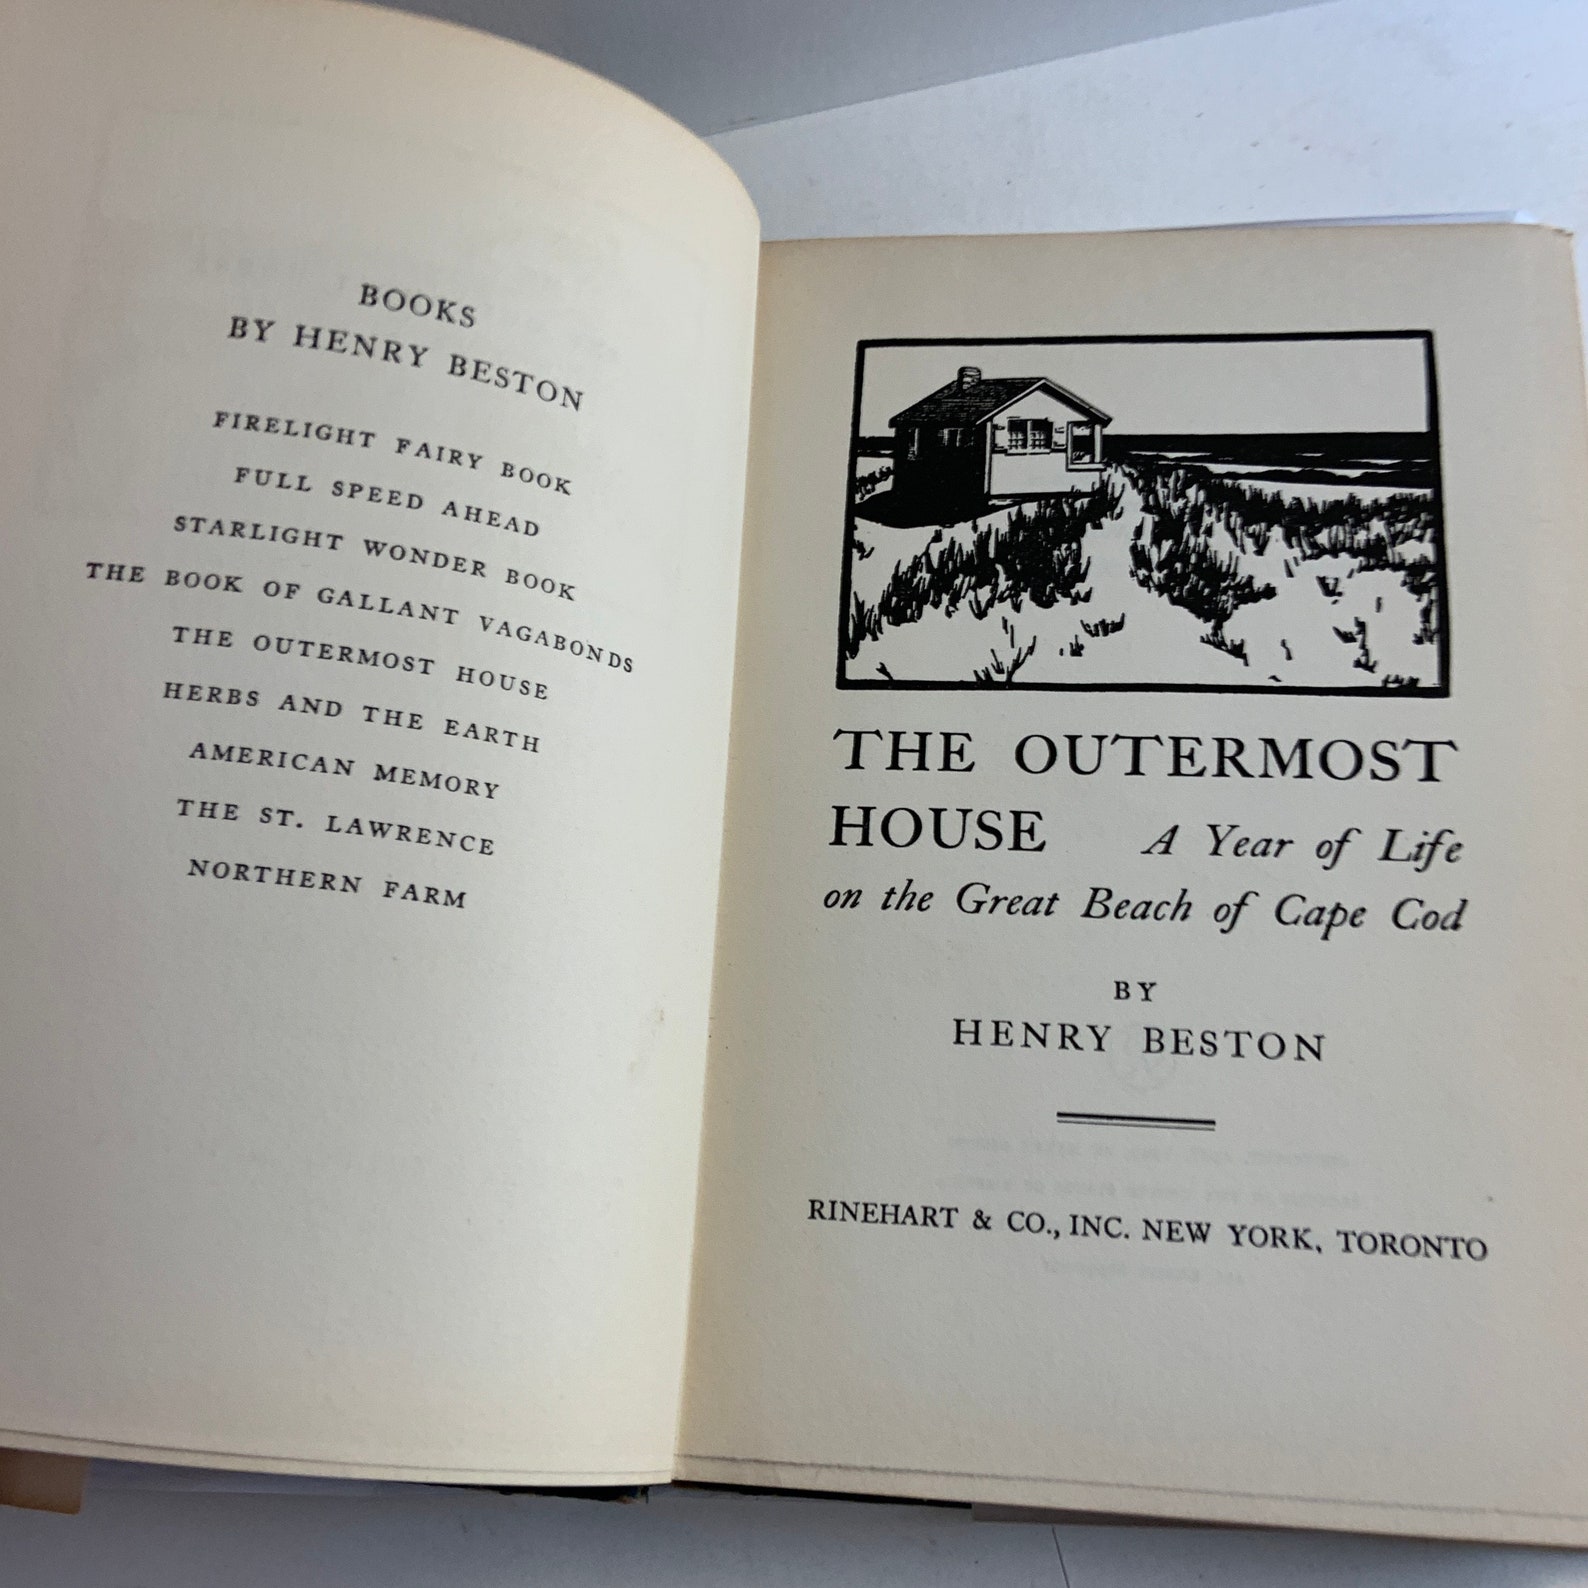 BOOKS
BY HENRY BESTON
FIRELIGHT FAIRY BOOK
FULL SPEED AHEAD
STARLIGHT WONDER BOOK
THE BOOK OF GALLANT VAGABONDS
THE OUTERMOST HOUSE
HERBS AND THE EARTH
AMERICAN MEMORY
THE ST. LAWRENCE
NORTHERN FARM
THE OUTERMOST
HOUSE A Year of Life
on the Great Beach of Cape Cod
BY
HENRY BESTON
RINEHART & CO., INC. NEW YORK, TORONTO